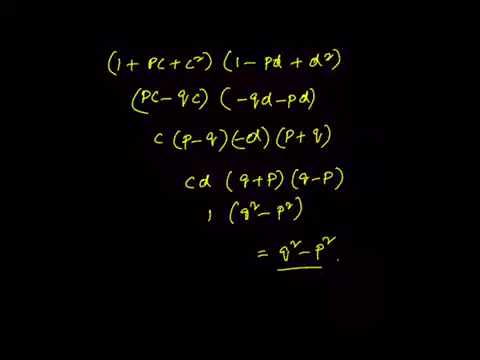 (1 + pc + c²) (1 - pd + d²)
(pc - qc) (-qd - pd)
c (p - q) (-d) (p + q)
cd (q + p) (q - p)
1 (q² - p²)
= q² - p².